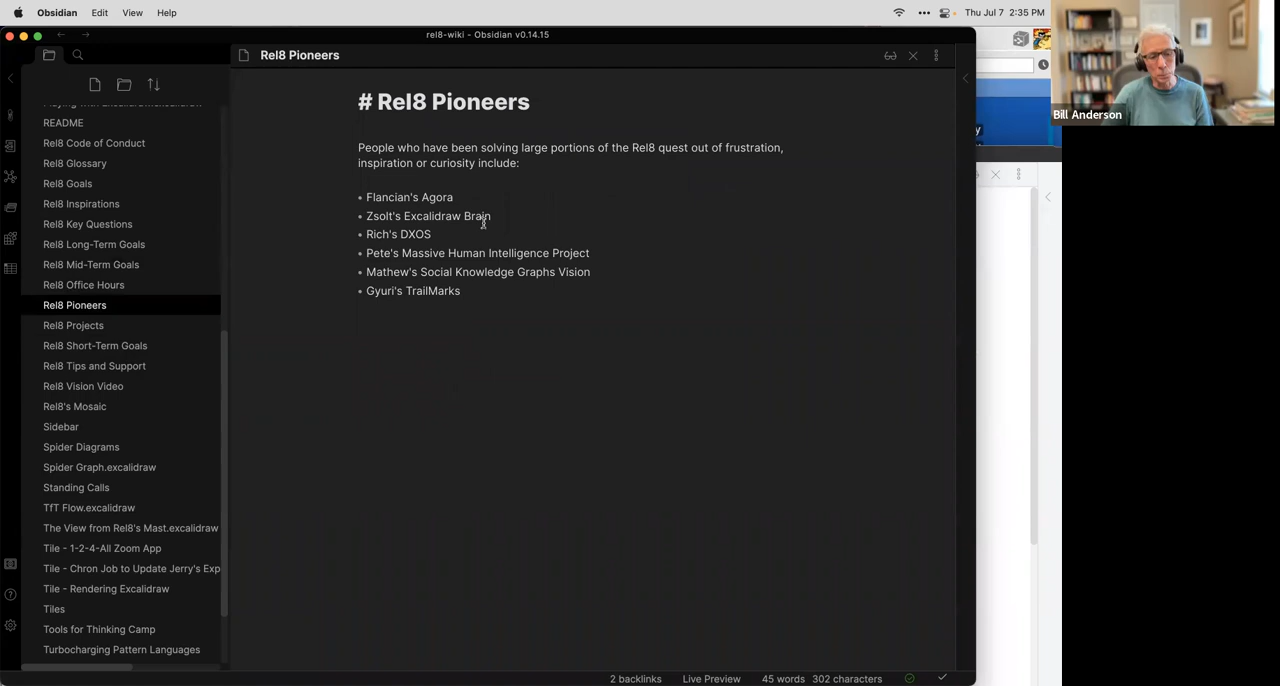 Obsidian Edit View Help
••• Thu Jul 7 2:35 PM
rel8-wiki - Obsidian v0.14.15
Rel8 Pioneers
README
Rel8 Code of Conduct
Rel8 Glossary
Rel8 Goals
Rel8 Inspirations
Rel8 Key Questions
Rel8 Long-Term Goals
Rel8 Mid-Term Goals
Rel8 Office Hours
Rel8 Pioneers
Rel8 Projects
Rel8 Short-Term Goals
Rel8 Tips and Support
Rel8 Vision Video
Rel8's Mosaic
Sidebar
Spider Diagrams
Spider Graph.excalidraw
Standing Calls
TfT Flow.excalidraw
The View from Rel8's Mast.excalidraw
Tile - 1-2-4-All Zoom App
Tile - Chron Job to Update Jerry's Exp
Tile - Rendering Excalidraw
Tiles
Tools for Thinking Camp
Turbocharging Pattern Languages
# Rel8 Pioneers
People who have been solving large portions of the Rel8 quest out of frustration,
inspiration or curiosity include:
• Flancian's Agora
• Zsolt's Excalidraw Brain
• Rich's DXOS
• Pete's Massive Human Intelligence Project
• Mathew's Social Knowledge Graphs Vision
• Gyuri's TrailMarks
2 backlinks Live Preview 45 words 302 characters
y
Bill Anderson